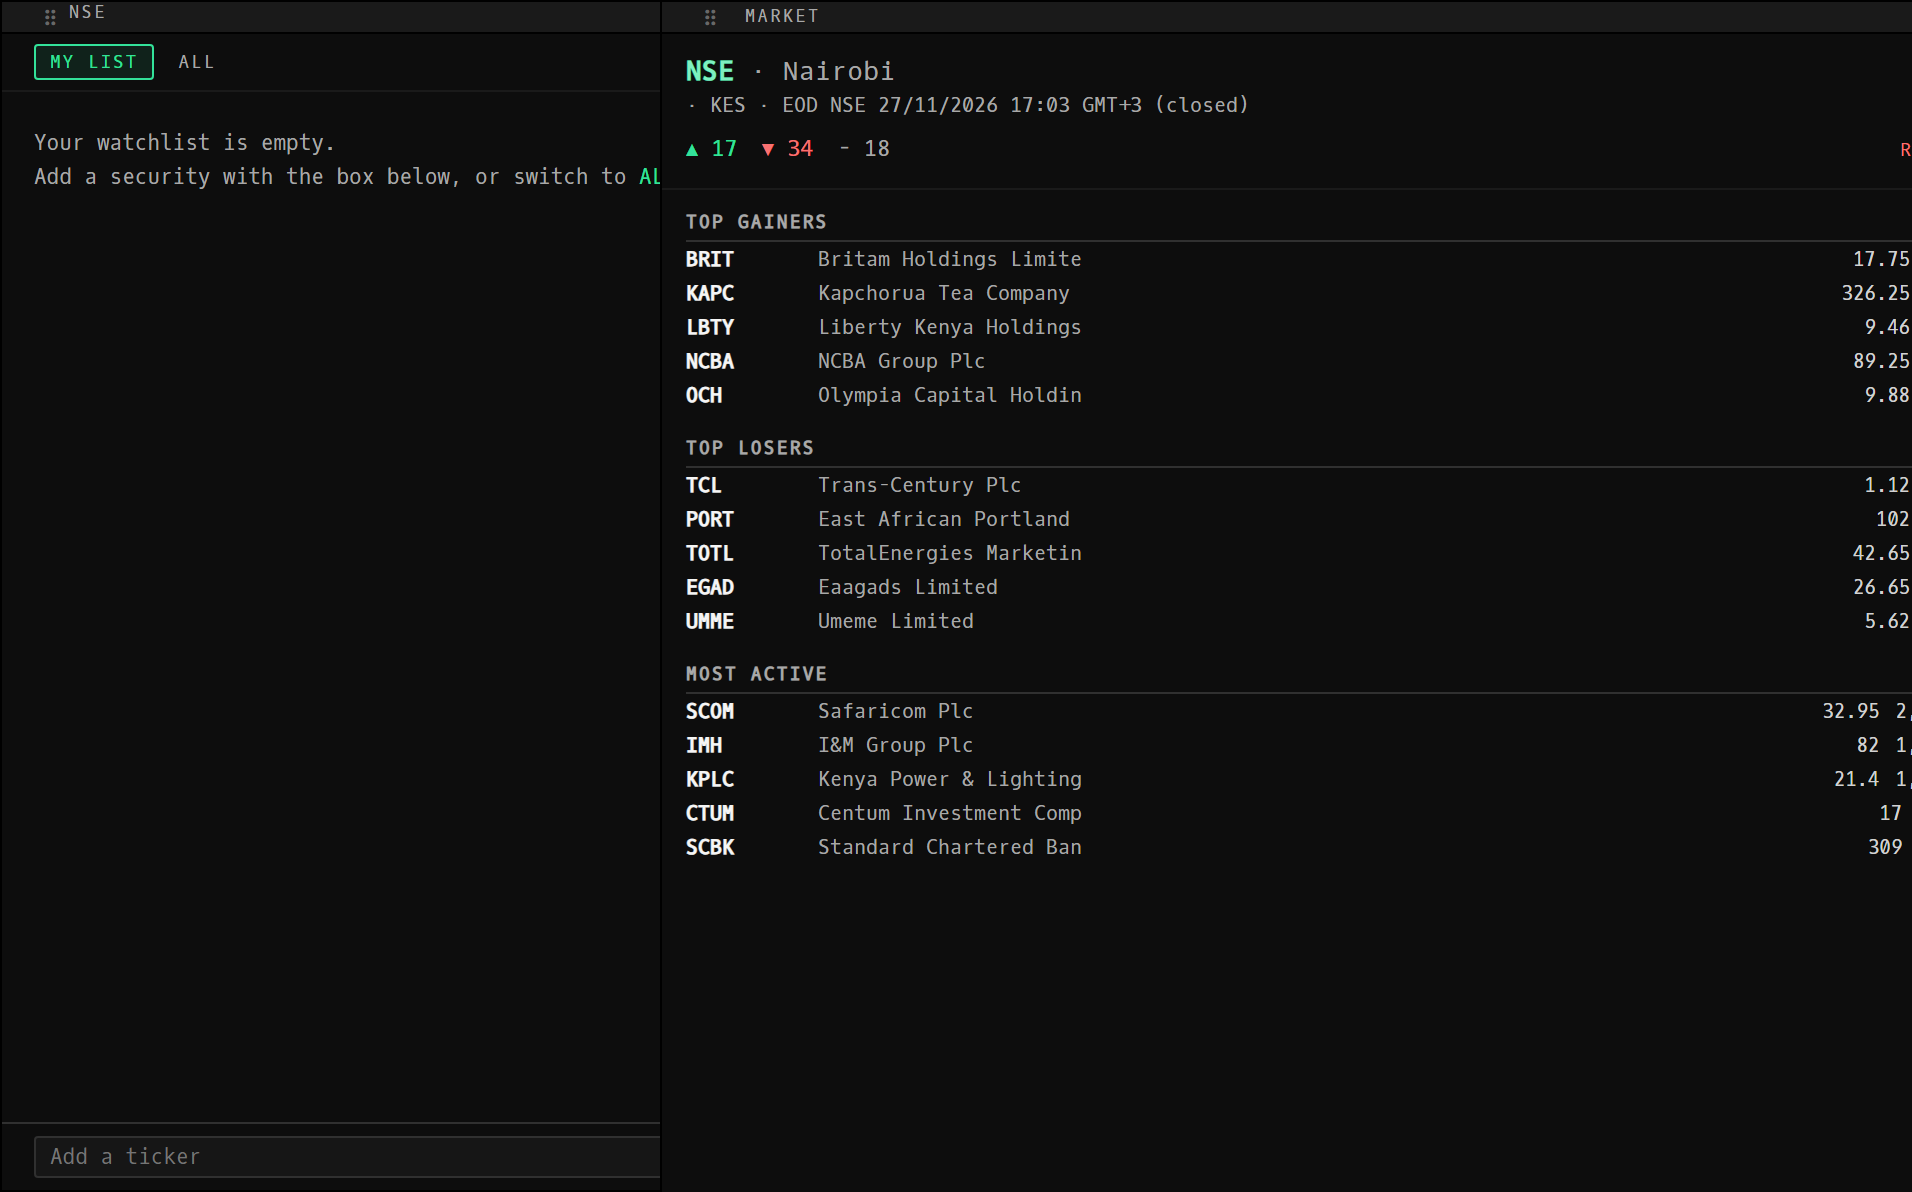 NSE
MY LIST ALL
Your watchlist is empty.
Add a security with the box below, or switch to AL
Add a ticker
MARKET
NSE · Nairobi
· KES · EOD NSE 27/11/2026 17:03 GMT+3 (closed)
▲ 17 ▼ 34 - 18 R
TOP GAINERS
BRIT Britam Holdings Limite 17.75
KAPC Kapchorua Tea Company 326.25
LBTY Liberty Kenya Holdings 9.46
NCBA NCBA Group Plc 89.25
OCH Olympia Capital Holdin 9.88
TOP LOSERS
TCL Trans-Century Plc 1.12
PORT East African Portland 102
TOTL TotalEnergies Marketin 42.65
EGAD Eaagads Limited 26.65
UMME Umeme Limited 5.62
MOST ACTIVE
SCOM Safaricom Plc 32.95 2,
IMH I&M Group Plc 82 1,
KPLC Kenya Power & Lighting 21.4 1,
CTUM Centum Investment Comp 17
SCBK Standard Chartered Ban 309